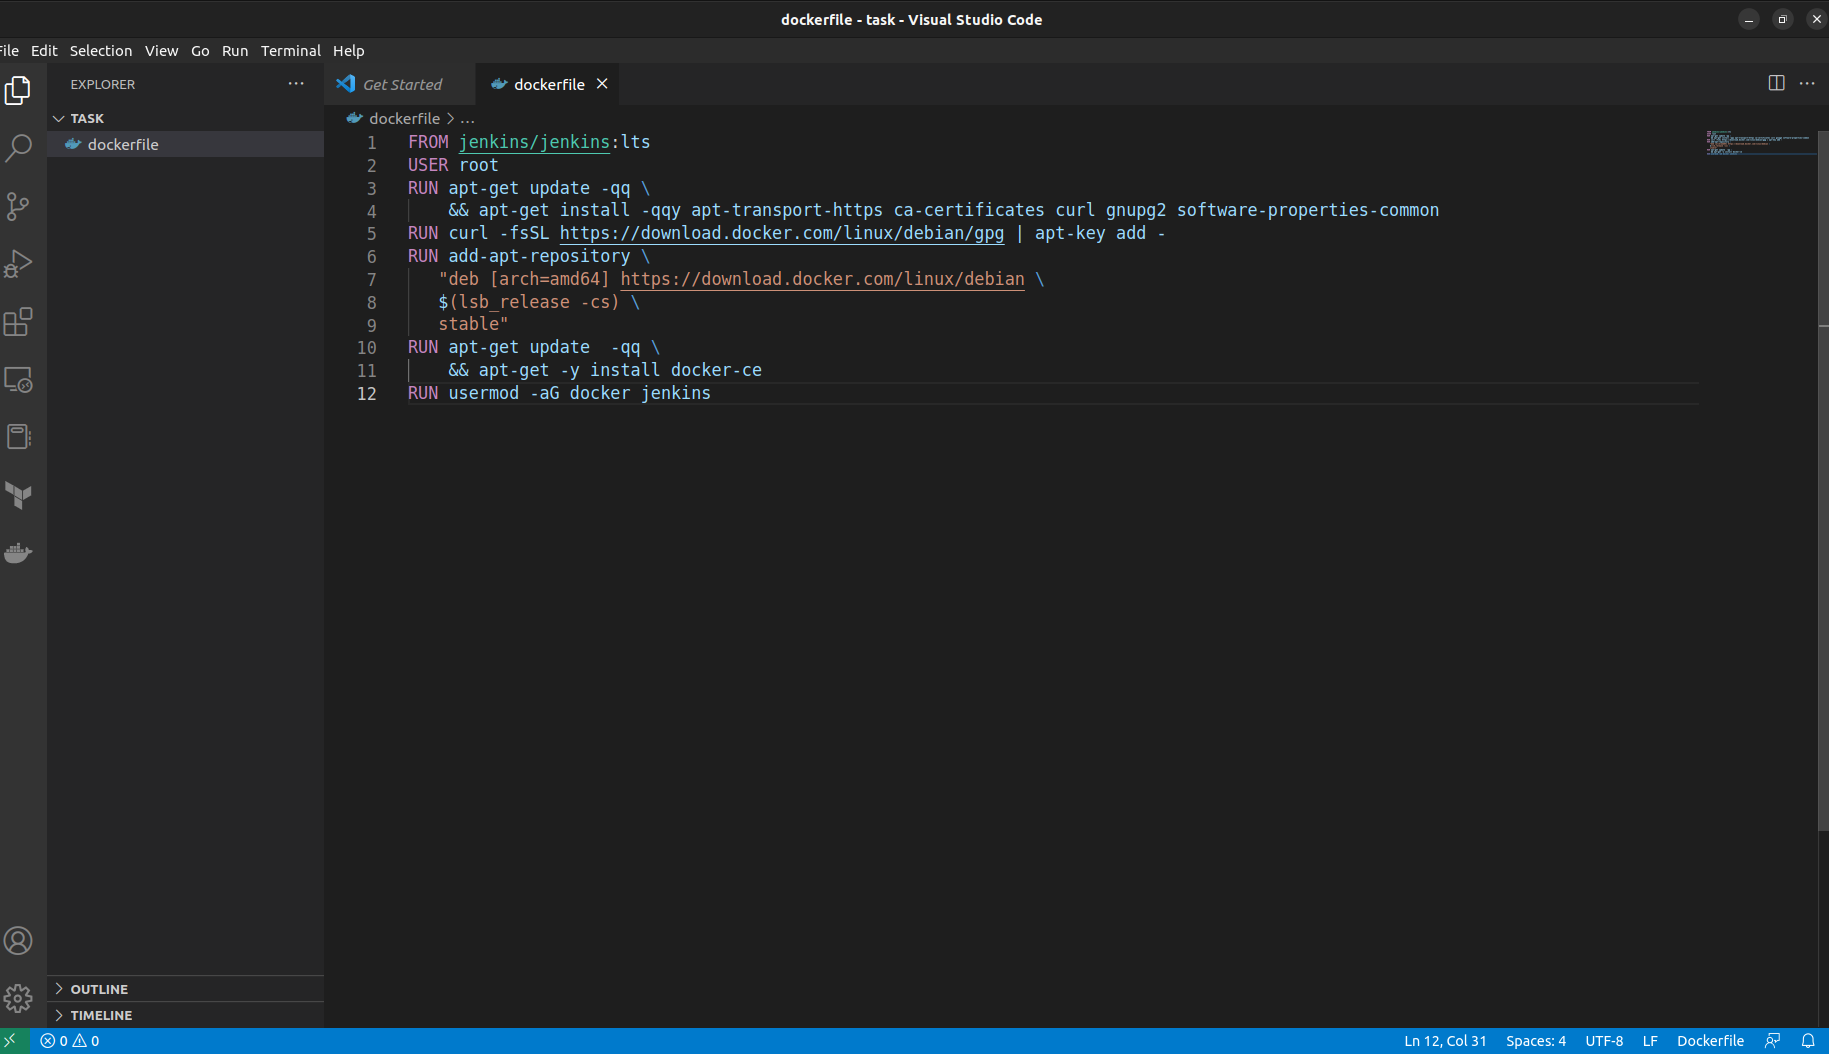 dockerfile - task - Visual Studio Code
File Edit Selection View Go Run Terminal Help
EXPLORER
Get Started
dockerfile
TASK
dockerfile
dockerfile > ...
1 FROM jenkins/jenkins:lts
2 USER root
3 RUN apt-get update -qq \
4     && apt-get install -qqy apt-transport-https ca-certificates curl gnupg2 software-properties-common
5 RUN curl -fsSL https://download.docker.com/linux/debian/gpg | apt-key add -
6 RUN add-apt-repository \
7    "deb [arch=amd64] https://download.docker.com/linux/debian \
8    $(lsb_release -cs) \
9    stable"
10 RUN apt-get update  -qq \
11     && apt-get -y install docker-ce
12 RUN usermod -aG docker jenkins
OUTLINE
TIMELINE
0 0
Ln 12, Col 31 Spaces: 4 UTF-8 LF Dockerfile